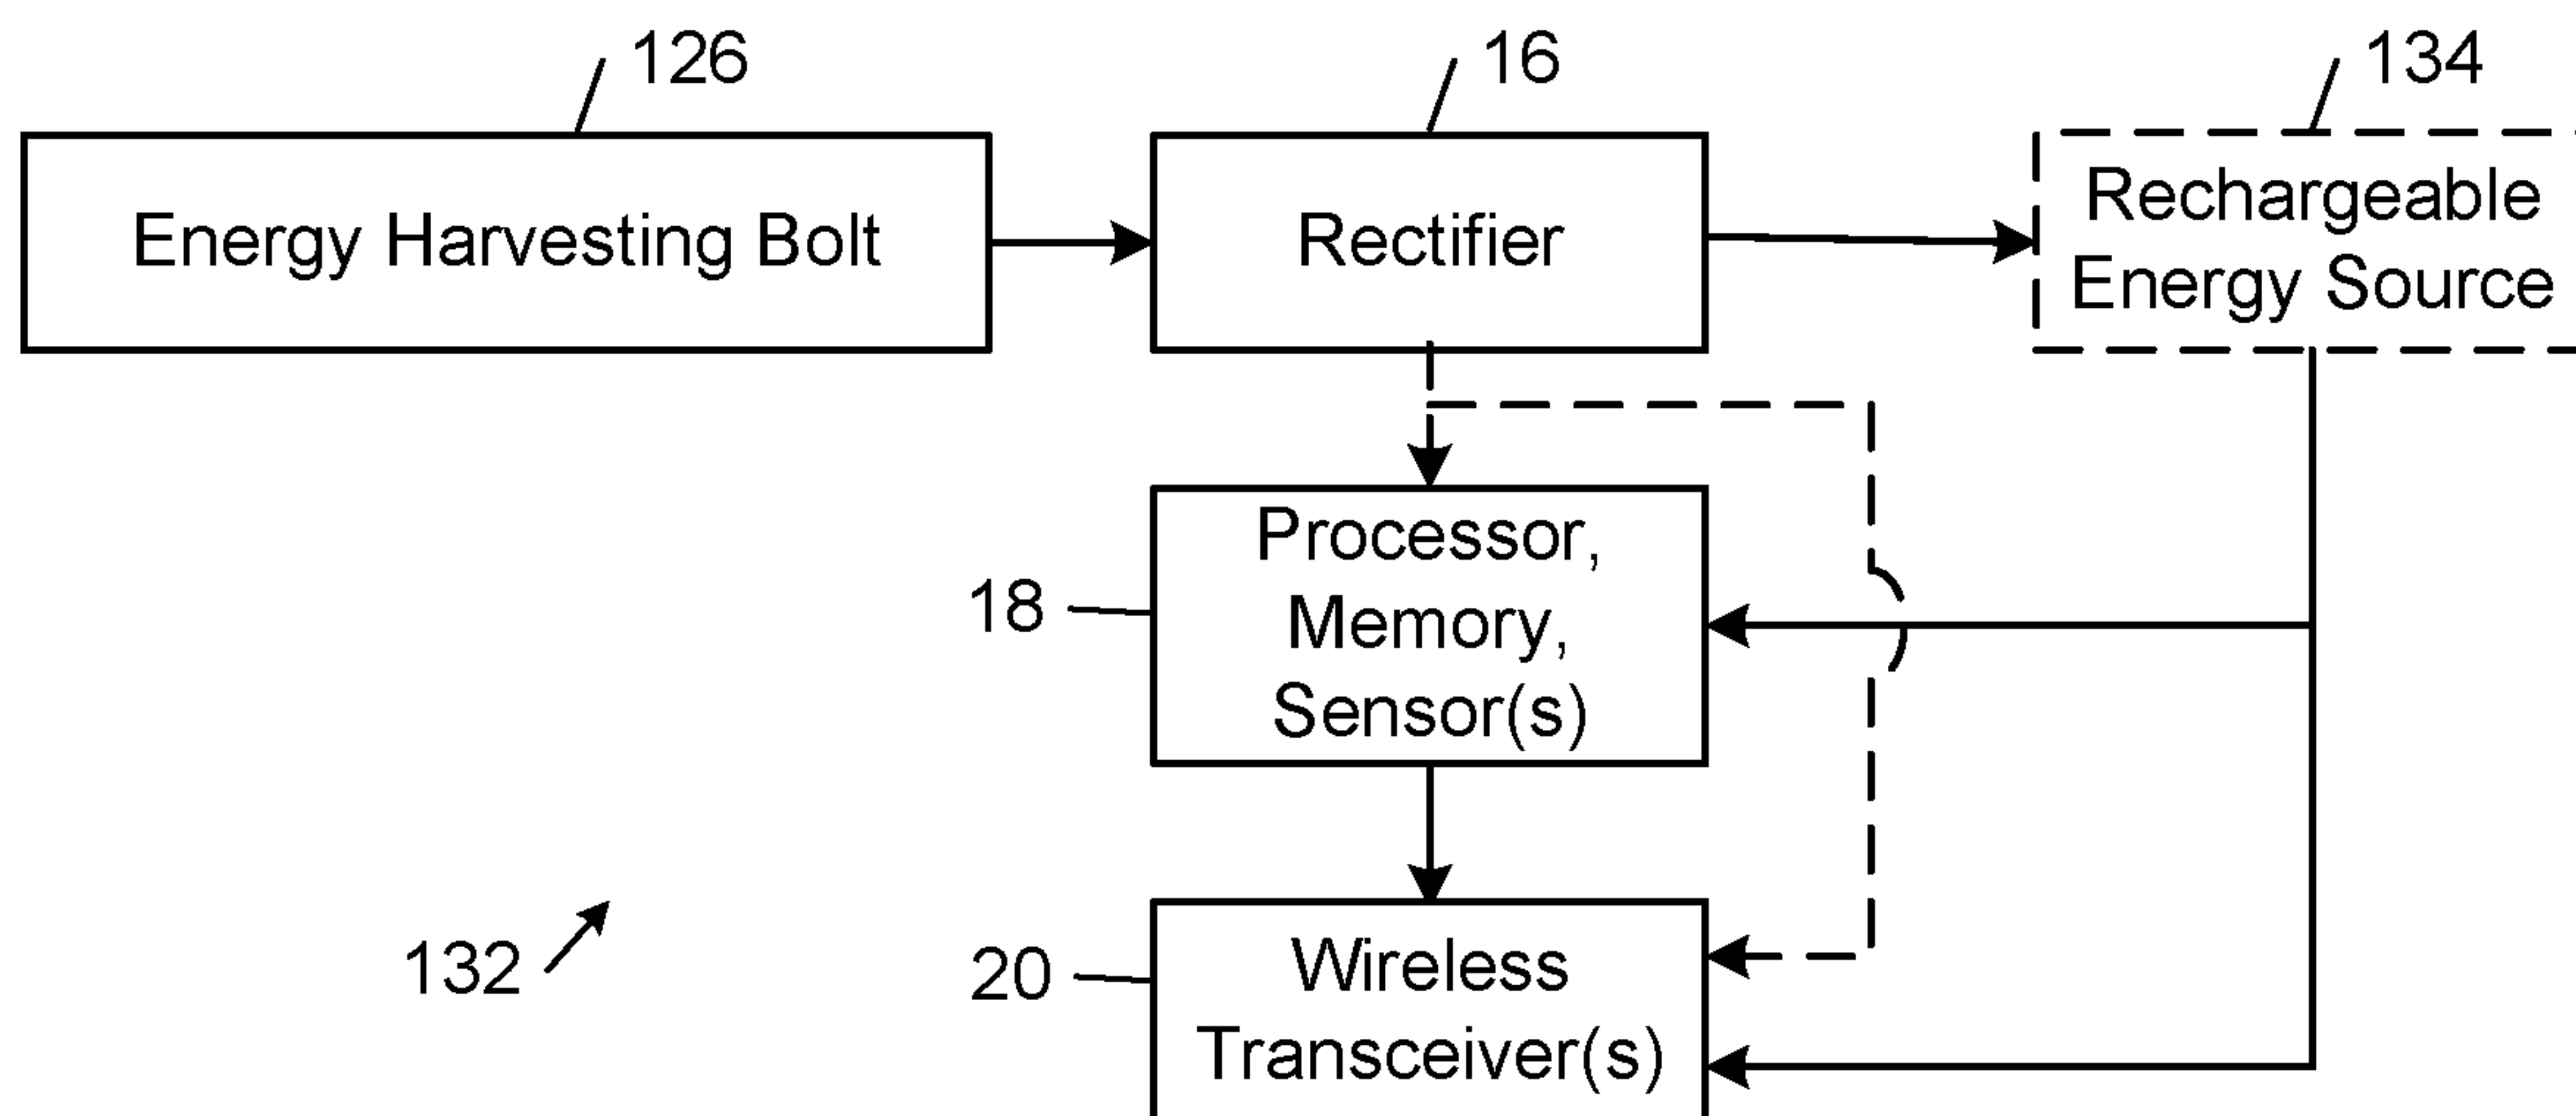 126
16
134
Energy Harvesting Bolt
Rectifier
Rechargeable
Energy Source
18
Processor,
Memory,
Sensor(s)
132
20
Wireless
Transceiver(s)